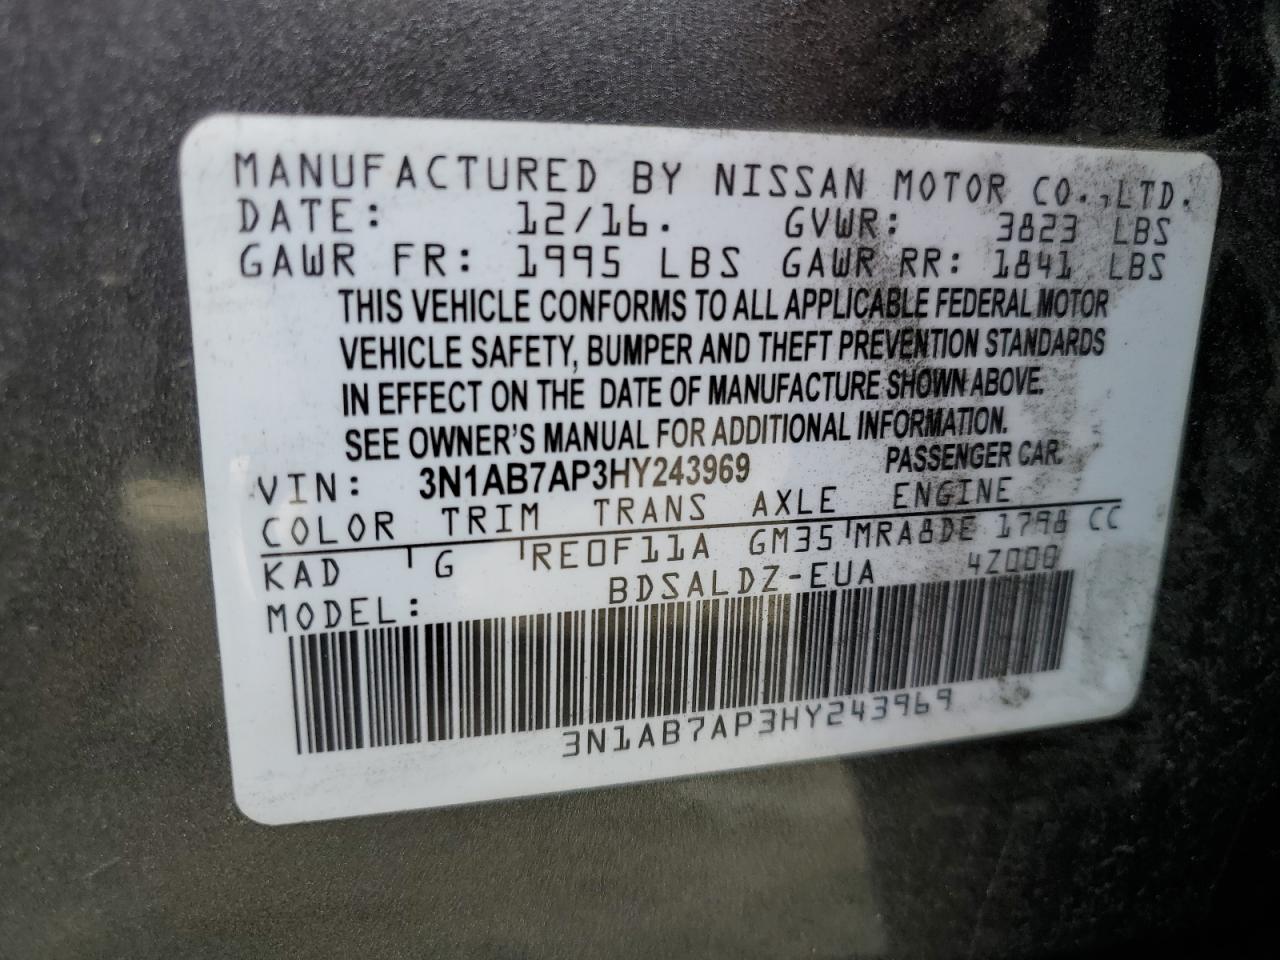 MANUFACTURED BY NISSAN MOTOR CO.,LTD.
DATE: 12/16. GVWR: 3823 LBS
GAWR FR: 1995 LBS GAWR RR: 1841 LBS
THIS VEHICLE CONFORMS TO ALL APPLICABLE FEDERAL MOTOR
VEHICLE SAFETY, BUMPER AND THEFT PREVENTION STANDARDS
IN EFFECT ON THE DATE OF MANUFACTURE SHOWN ABOVE.
SEE OWNER'S MANUAL FOR ADDITIONAL INFORMATION.
VIN: 3N1AB7AP3HY243969 PASSENGER CAR.
COLOR TRIM TRANS AXLE ENGINE
KAD G RE0F11A GM35 MRA8DE 1798 CC
MODEL: BDSALDZ-EUA 4Z000
3N1AB7AP3HY243969